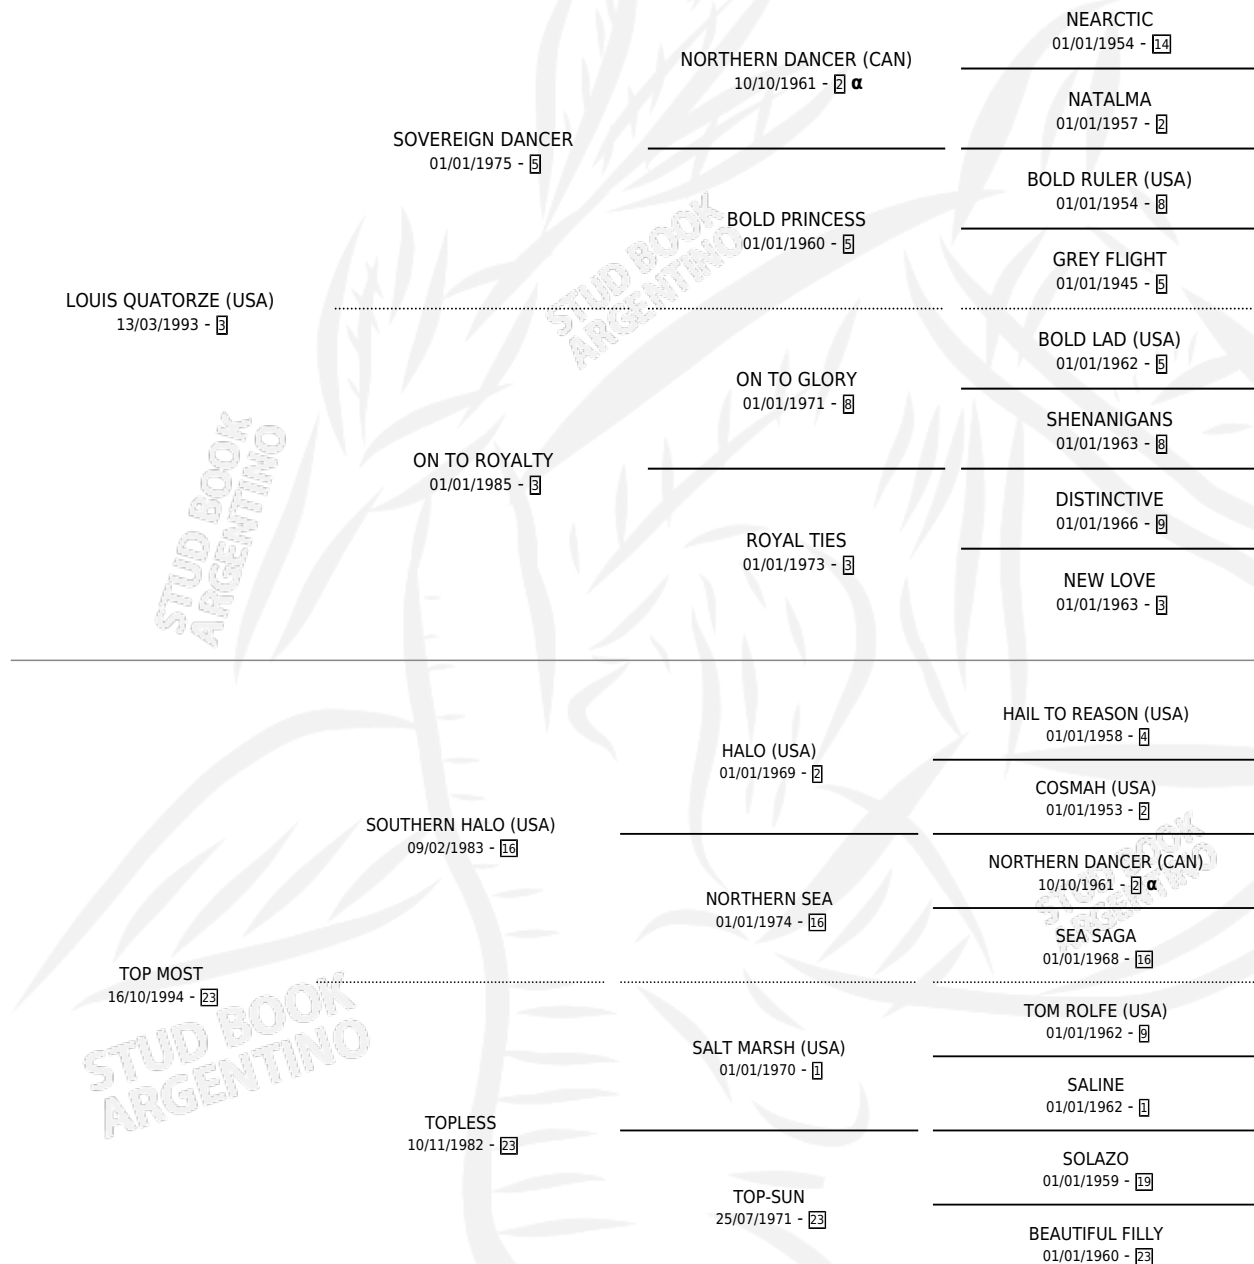 NEARCTIC
01/01/1954 - 14
NORTHERN DANCER (CAN)
10/10/1961 - 2 α
NATALMA
01/01/1957 - 2
SOVEREIGN DANCER
01/01/1975 - 5
BOLD RULER (USA)
01/01/1954 - 8
BOLD PRINCESS
01/01/1960 - 5
GREY FLIGHT
01/01/1945 - 5
LOUIS QUATORZE (USA)
13/03/1993 - 3
BOLD LAD (USA)
01/01/1962 - 5
ON TO GLORY
01/01/1971 - 8
SHENANIGANS
01/01/1963 - 8
ON TO ROYALTY
01/01/1985 - 3
DISTINCTIVE
01/01/1966 - 9
ROYAL TIES
01/01/1973 - 3
NEW LOVE
01/01/1963 - 3
HAIL TO REASON (USA)
01/01/1958 - 4
HALO (USA)
01/01/1969 - 2
COSMAH (USA)
01/01/1953 - 2
SOUTHERN HALO (USA)
09/02/1983 - 16
NORTHERN DANCER (CAN)
10/10/1961 - 2 α
NORTHERN SEA
01/01/1974 - 16
SEA SAGA
01/01/1968 - 16
TOP MOST
16/10/1994 - 23
TOM ROLFE (USA)
01/01/1962 - 9
SALT MARSH (USA)
01/01/1970 - 1
SALINE
01/01/1962 - 1
TOPLESS
10/11/1982 - 23
SOLAZO
01/01/1959 - 19
TOP-SUN
25/07/1971 - 23
BEAUTIFUL FILLY
01/01/1960 - 23
STUD BOOK
ARGENTINO
STUD BOOK
ARGENTINO
STUD BOOK
ARGENTINO
STUD BOOK
ARGENTINO